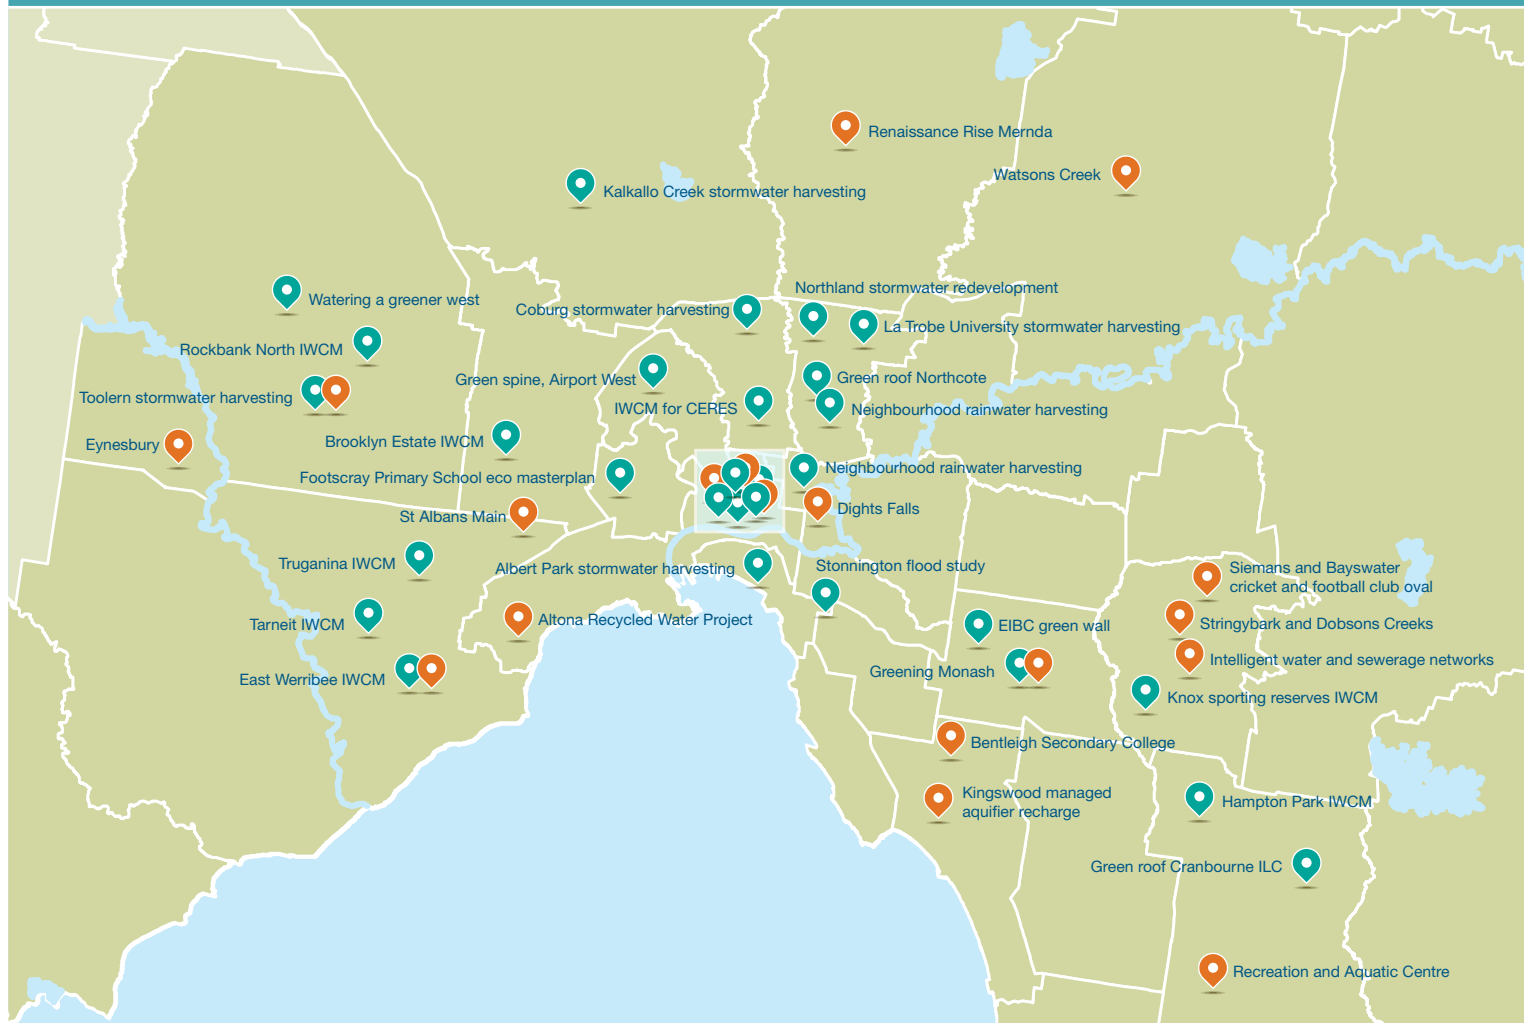 Renaissance Rise Mernda
Watsons Creek
Kalkallo Creek stormwater harvesting
Northland stormwater redevelopment
Watering a greener west
Coburg stormwater harvesting
La Trobe University stormwater harvesting
Rockbank North IWCM
Green spine, Airport West
Green roof Northcote
Toolern stormwater harvesting
IWCM for CERES
Neighbourhood rainwater harvesting
Eynesbury
Brooklyn Estate IWCM
Footscray Primary School eco masterplan
Neighbourhood rainwater harvesting
St Albans Main
Dights Falls
Truganina IWCM
Albert Park stormwater harvesting
Stonnington flood study
Siemans and Bayswater
cricket and football club oval
Tarneit IWCM
Altona Recycled Water Project
EIBC green wall
Stringybark and Dobsons Creeks
East Werribee IWCM
Greening Monash
Intelligent water and sewerage networks
Knox sporting reserves IWCM
Bentleigh Secondary College
Kingswood managed
aquifier recharge
Hampton Park IWCM
Green roof Cranbourne ILC
Recreation and Aquatic Centre